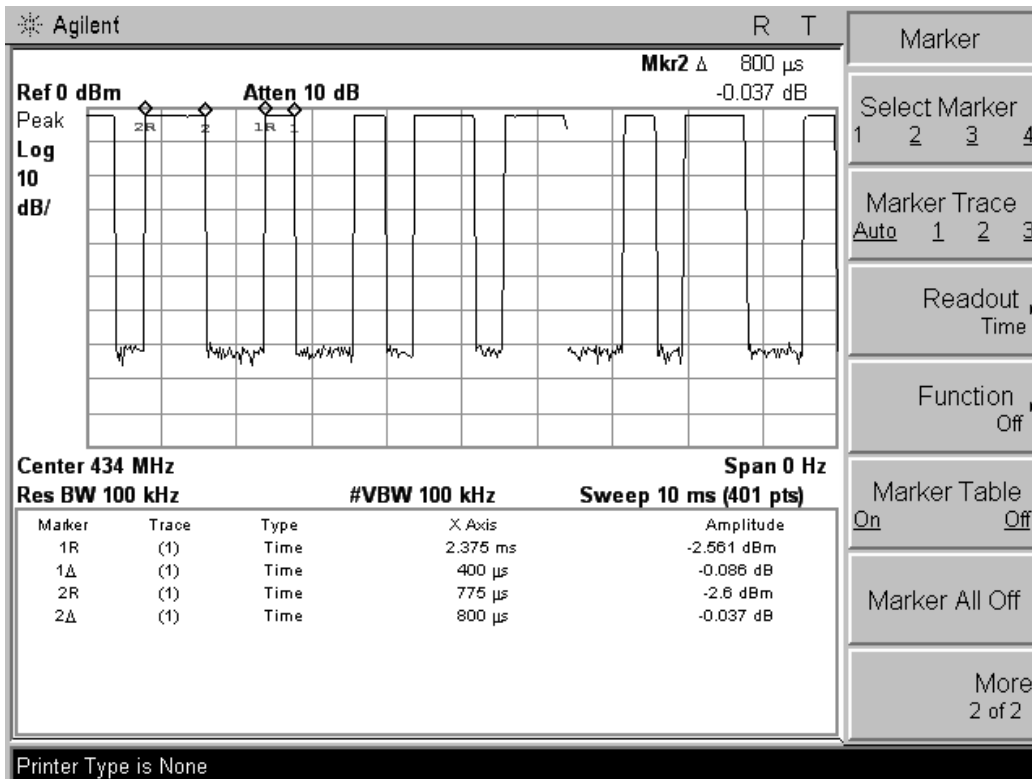 Agilent R T
Mkr2 Δ 800 μs
Ref 0 dBm Atten 10 dB -0.037 dB
Peak
Log
10
dB/
2R 2 1R 1
Center 434 MHz Span 0 Hz
Res BW 100 kHz #VBW 100 kHz Sweep 10 ms (401 pts)
Marker Trace Type X Axis Amplitude
1R (1) Time 2.375 ms -2.561 dBm
1Δ (1) Time 400 μs -0.086 dB
2R (1) Time 775 μs -2.6 dBm
2Δ (1) Time 800 μs -0.037 dB
Marker
Select Marker
1 2 3 4
Marker Trace
Auto 1 2 3
Readout
Time
Function
Off
Marker Table
On Off
Marker All Off
More
2 of 2
Printer Type is None